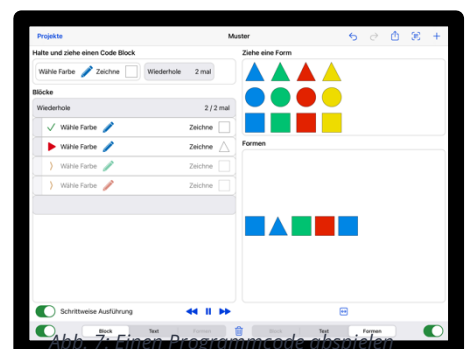 Projekte Muster
Halte und ziehe einen Code Block
Wähle Farbe Zeichne Wiederhole 2 mal
Blöcke
Wiederhole 2 / 2 mal
Wähle Farbe Zeichne
Wähle Farbe Zeichne
Wähle Farbe Zeichne
Wähle Farbe Zeichne
Schrittweise Ausführung
Block Text Formen
Ziehe eine Form
Formen
Block Text Formen
Abb. 7: Einen Programmcode abspielen